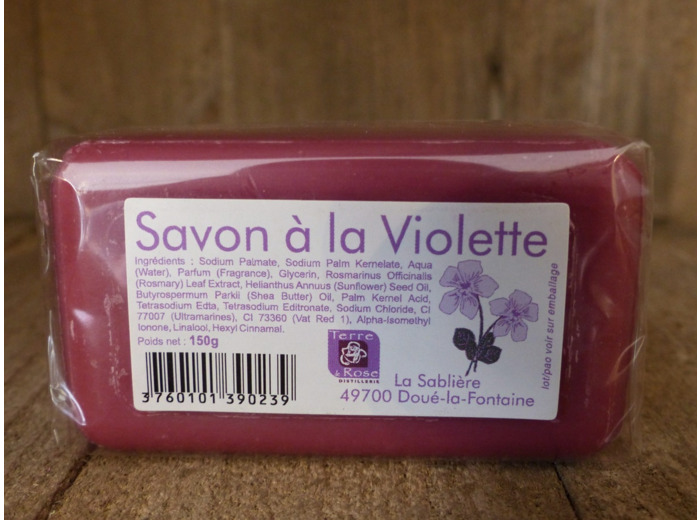 Savon à la Violette
Ingrédients : Sodium Palmate, Sodium Palm Kernelate, Aqua
(Water), Parfum (Fragrance), Glycerin, Rosmarinus Officinalis
(Rosmary) Leaf Extract, Helianthus Annuus (Sunflower) Seed Oil,
Butyrospermum Parkii (Shea Butter) Oil, Palm Kernel Acid,
Tetrasodium Edta, Tetrasodium Editronate, Sodium Chloride, CI
77007 (Ultramarines), CI 73360 (Vat Red 1), Alpha-Isomethyl
Ionone, Linalool, Hexyl Cinnamal.
Poids net : 150g
3 760101 390239
Terre
de Rose
DISTILLERIE
La Sablière
49700 Doué-la-Fontaine
lot/pao voir sur emballage